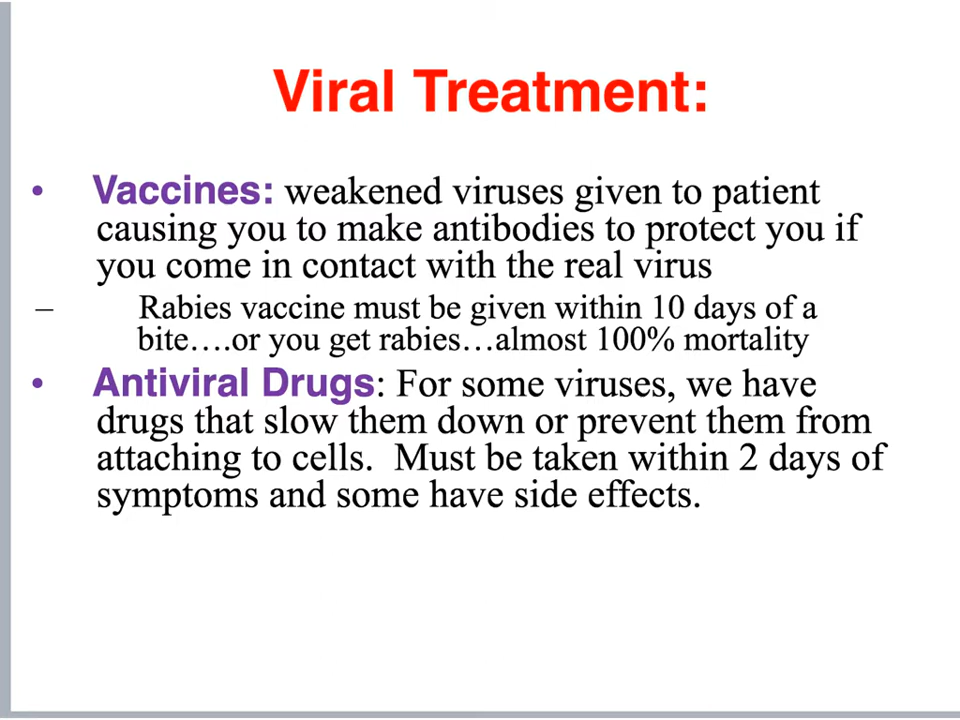 Viral Treatment:
• Vaccines: weakened viruses given to patient
causing you to make antibodies to protect you if
you come in contact with the real virus
– Rabies vaccine must be given within 10 days of a
bite….or you get rabies…almost 100% mortality
• Antiviral Drugs: For some viruses, we have
drugs that slow them down or prevent them from
attaching to cells.  Must be taken within 2 days of
symptoms and some have side effects.